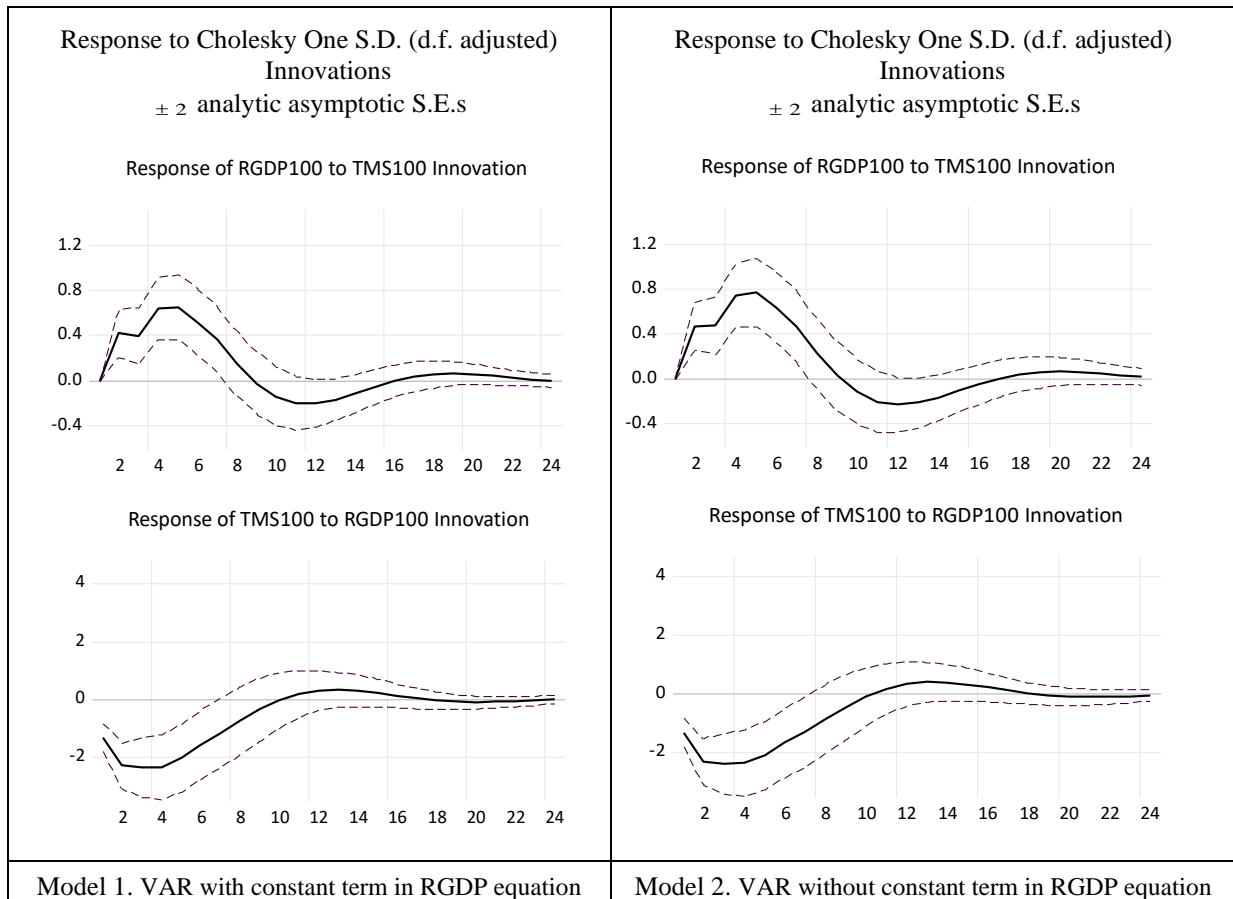 Response to Cholesky One S.D. (d.f. adjusted)
Innovations
± 2 analytic asymptotic S.E.s
Response of RGDP100 to TMS100 Innovation
1.2
0.8
0.4
0.0
-0.4
2 4 6 8 10 12 14 16 18 20 22 24
Response of TMS100 to RGDP100 Innovation
4
2
0
-2
2 4 6 8 10 12 14 16 18 20 22 24
Model 1. VAR with constant term in RGDP equation
Response to Cholesky One S.D. (d.f. adjusted)
Innovations
± 2 analytic asymptotic S.E.s
Response of RGDP100 to TMS100 Innovation
1.2
0.8
0.4
0.0
-0.4
2 4 6 8 10 12 14 16 18 20 22 24
Response of TMS100 to RGDP100 Innovation
4
2
0
-2
2 4 6 8 10 12 14 16 18 20 22 24
Model 2. VAR without constant term in RGDP equation